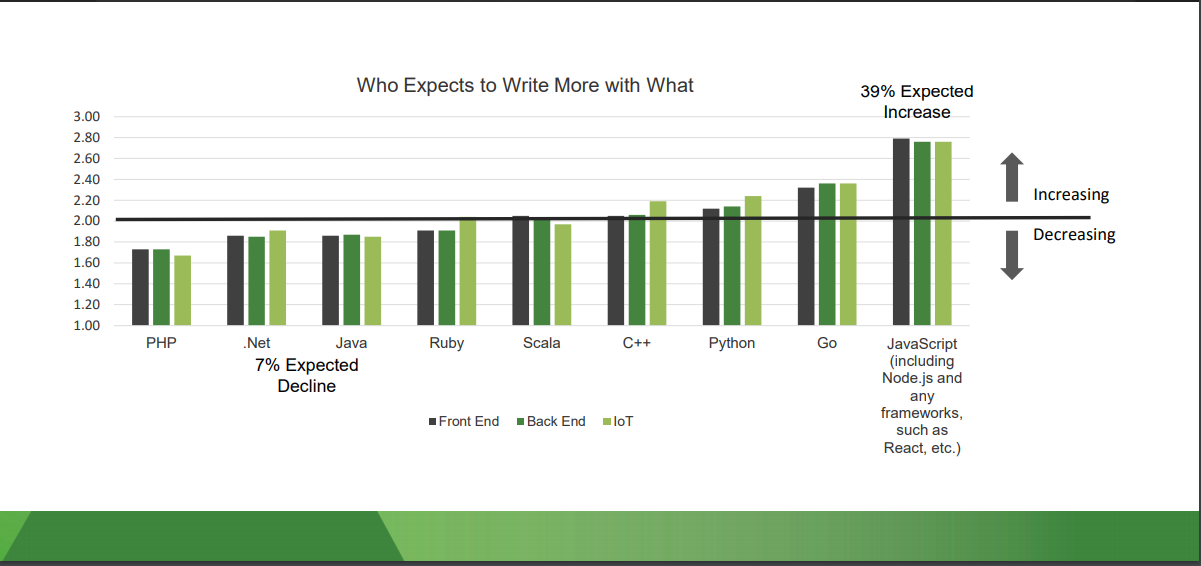 Who Expects to Write More with What
39% Expected
Increase
3.00
2.80
2.60
2.40
2.20
2.00
1.80
1.60
1.40
1.20
1.00
Increasing
Decreasing
PHP
.Net
Java
Ruby
Scala
C++
Python
Go
JavaScript
(including
Node.js and
any
frameworks,
such as
React, etc.)
7% Expected
Decline
Front End
Back End
IoT